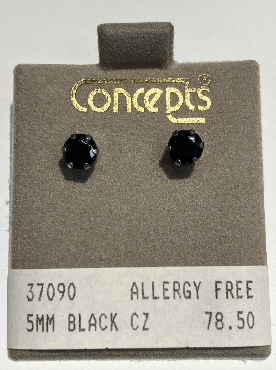 Concepts®
37090 ALLERGY FREE
5MM BLACK CZ 78.50